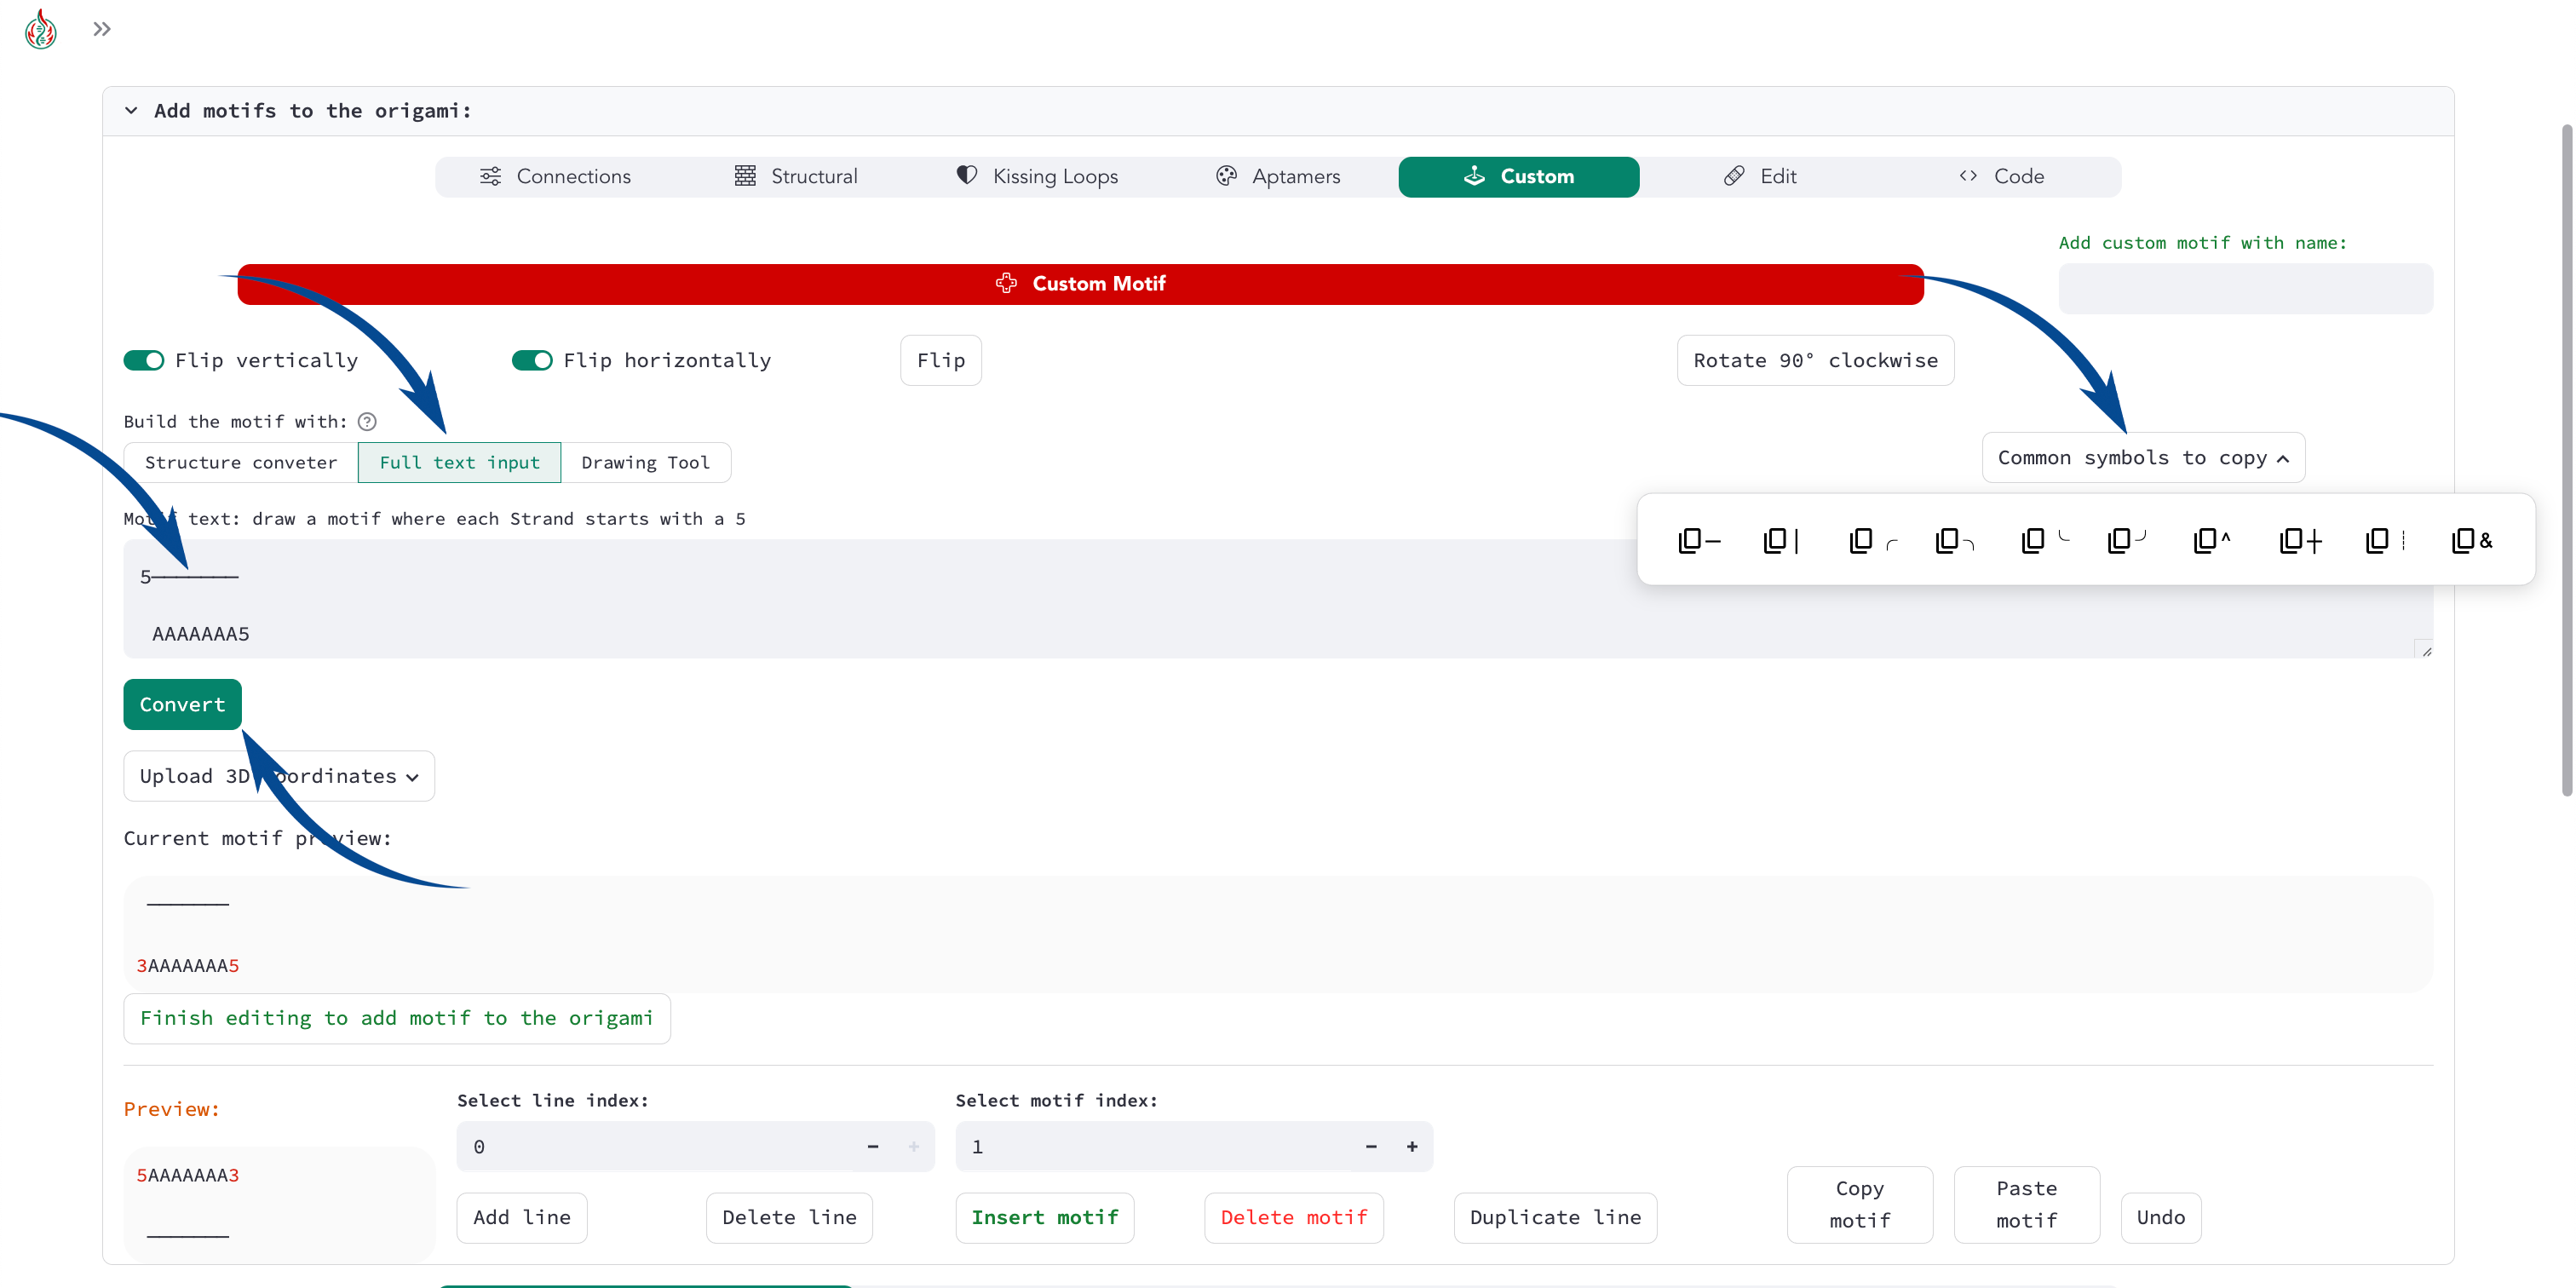 Add motifs to the origami:
Connections Structural Kissing Loops Aptamers Custom Edit Code
Add custom motif with name:
Custom Motif
Flip vertically Flip horizontally Flip Rotate 90° clockwise
Build the motif with: ?
Structure conveter Full text input Drawing Tool
Common symbols to copy
Motif text: draw a motif where each Strand starts with a 5
─ │ ╭ ╮ ╰ ╯ ^ ┼ ┊ &
5───────
AAAAAAA5
Convert
Upload 3D coordinates
Current motif preview:
───────
3AAAAAAA5
Finish editing to add motif to the origami
Preview:
Select line index: Select motif index:
0 − + 1 − +
5AAAAAAA3
───────
Add line Delete line Insert motif Delete motif Duplicate line
Copy motif
Paste motif
Undo